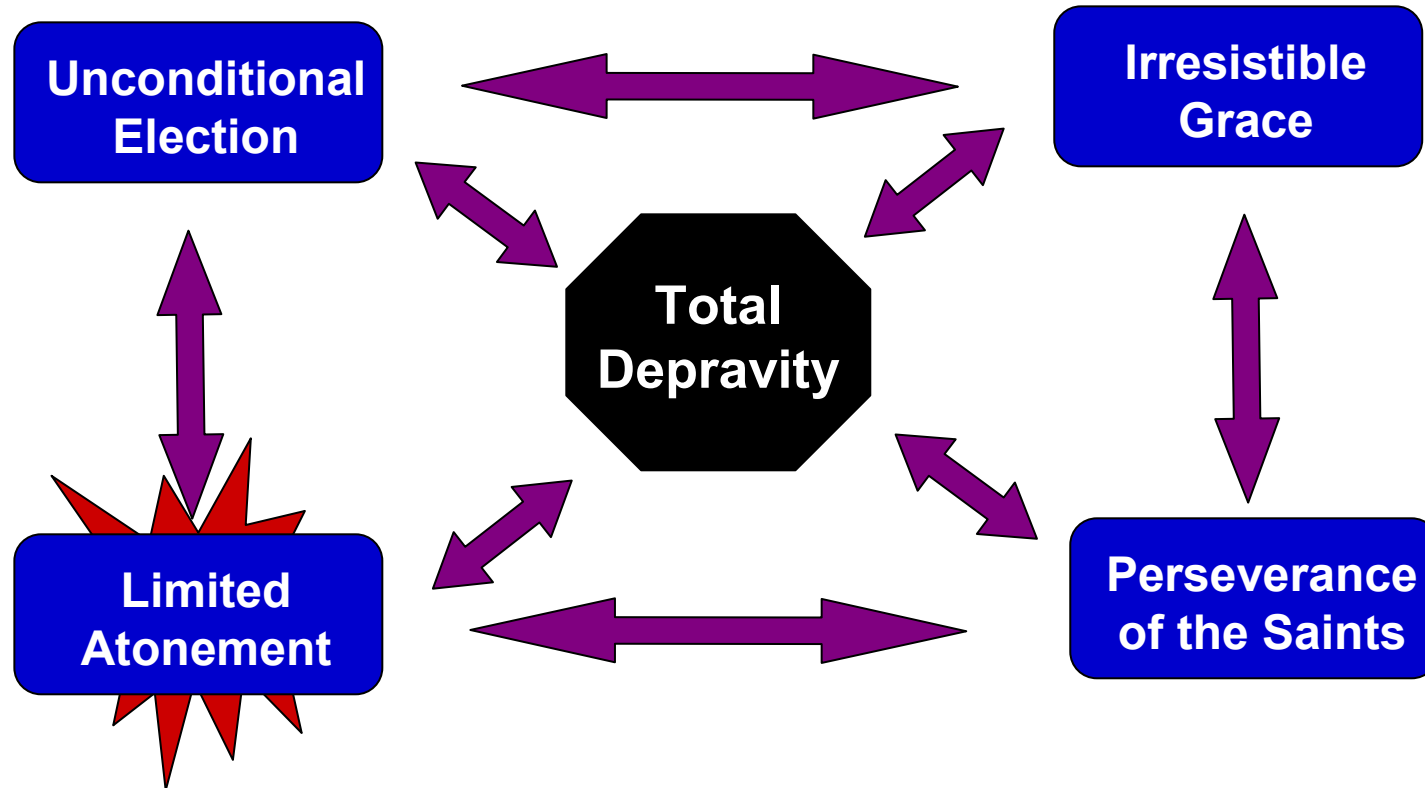 Unconditional
Election
Irresistible
Grace
Total
Depravity
Limited
Atonement
Perseverance
of the Saints